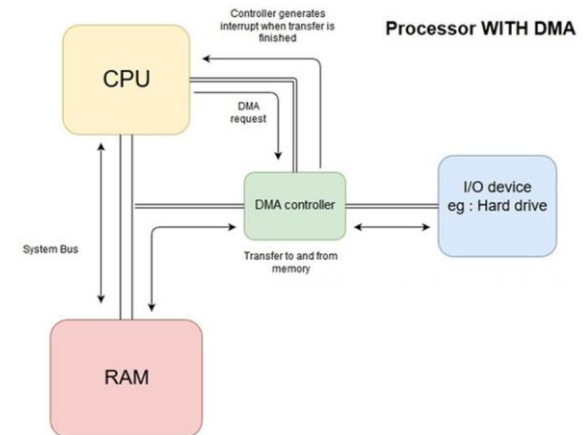 Controller generates
interrupt when transfer is
finished
Processor WITH DMA
CPU
DMA
request
DMA controller
I/O device
eg : Hard drive
System Bus
Transfer to and from
memory
RAM